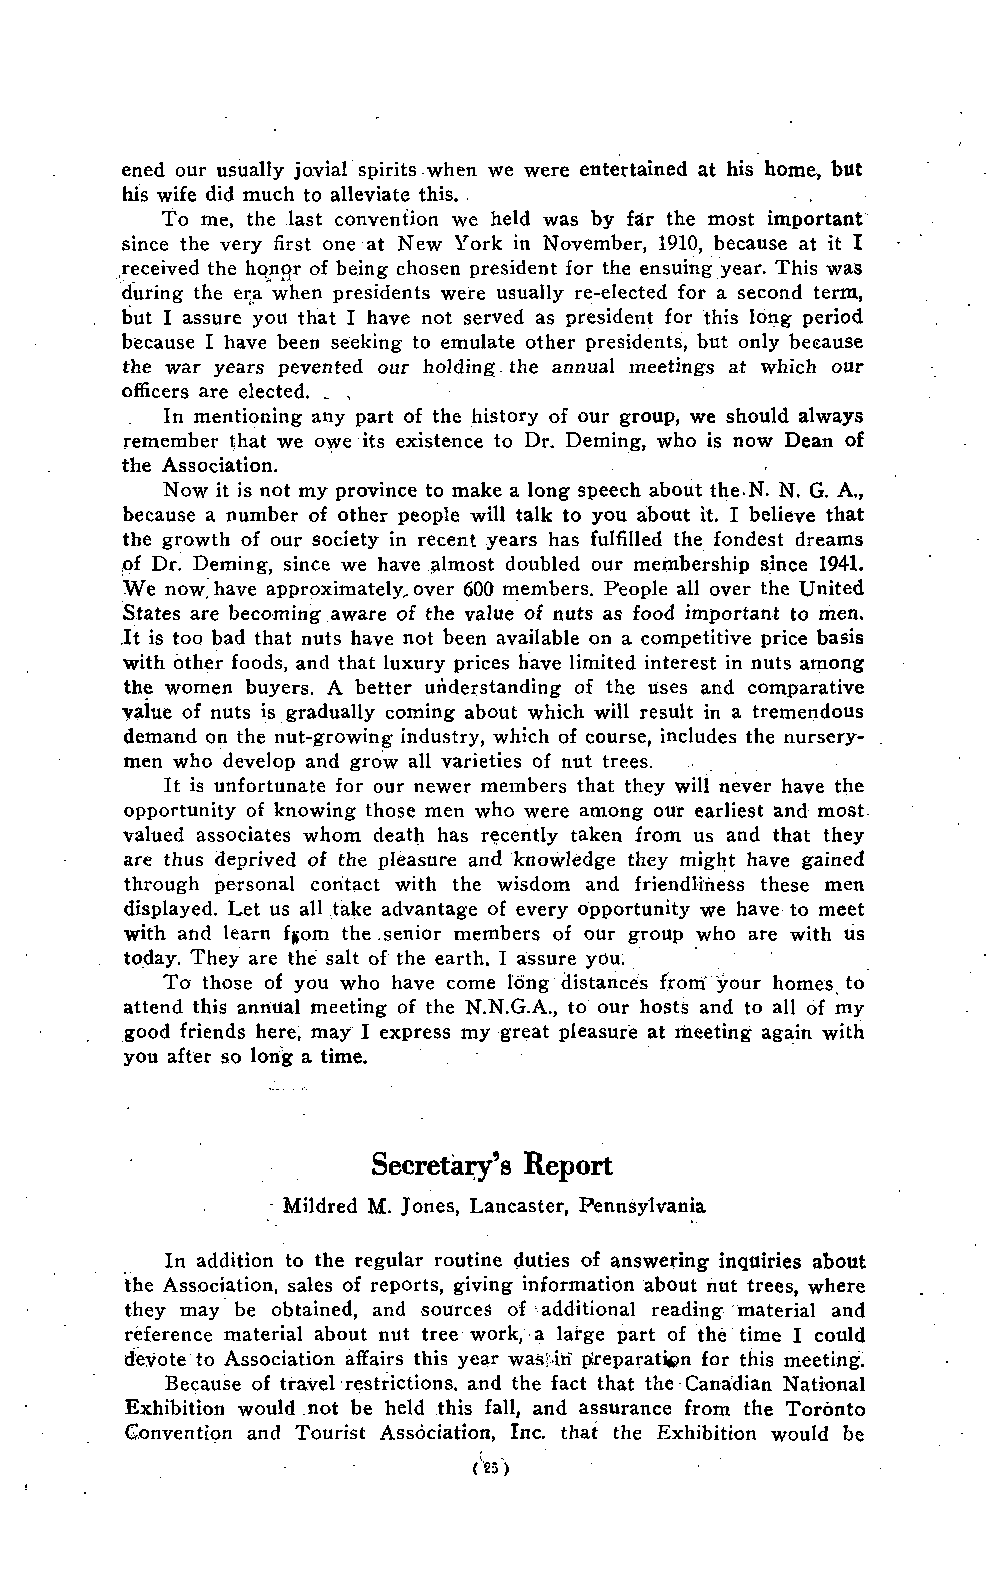 ened our usually jovial spirits when we were entertained at his home, but
his wife did much to alleviate this.
To me, the last convention we held was by far the most important
since the very first one at New York in November, 1910, because at it I
received the honor of being chosen president for the ensuing year. This was
during the era when presidents were usually re-elected for a second term,
but I assure you that I have not served as president for this long period
because I have been seeking to emulate other presidents, but only because
the war years pevented our holding the annual meetings at which our
officers are elected.
In mentioning any part of the history of our group, we should always
remember that we owe its existence to Dr. Deming, who is now Dean of
the Association.
Now it is not my province to make a long speech about the N. N. G. A.,
because a number of other people will talk to you about it. I believe that
the growth of our society in recent years has fulfilled the fondest dreams
of Dr. Deming, since we have almost doubled our membership since 1941.
We now have approximately over 600 members. People all over the United
States are becoming aware of the value of nuts as food important to men.
It is too bad that nuts have not been available on a competitive price basis
with other foods, and that luxury prices have limited interest in nuts among
the women buyers. A better understanding of the uses and comparative
value of nuts is gradually coming about which will result in a tremendous
demand on the nut-growing industry, which of course, includes the nursery-
men who develop and grow all varieties of nut trees.
It is unfortunate for our newer members that they will never have the
opportunity of knowing those men who were among our earliest and most
valued associates whom death has recently taken from us and that they
are thus deprived of the pleasure and knowledge they might have gained
through personal contact with the wisdom and friendliness these men
displayed. Let us all take advantage of every opportunity we have to meet
with and learn from the senior members of our group who are with us
today. They are the salt of the earth, I assure you.
To those of you who have come long distances from your homes to
attend this annual meeting of the N.N.G.A., to our hosts and to all of my
good friends here, may I express my great pleasure at meeting again with
you after so long a time.
Secretary's Report
Mildred M. Jones, Lancaster, Pennsylvania
In addition to the regular routine duties of answering inquiries about
the Association, sales of reports, giving information about nut trees, where
they may be obtained, and sources of additional reading material and
reference material about nut tree work, a large part of the time I could
devote to Association affairs this year was in preparation for this meeting.
Because of travel restrictions, and the fact that the Canadian National
Exhibition would not be held this fall, and assurance from the Toronto
Convention and Tourist Association, Inc. that the Exhibition would be
(25)